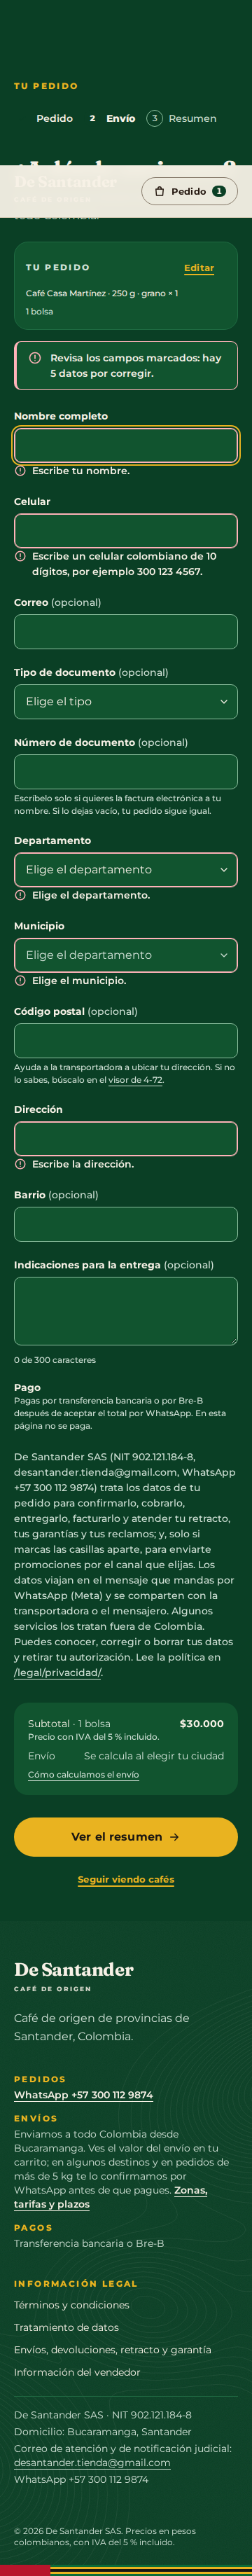 TU PEDIDO
Pedido 2 Envío 3 Resumen
De Santander
Pedido 1
todo Colombia.
TU PEDIDO Editar
Café Casa Martínez · 250 g · grano × 1
1 bolsa
Revisa los campos marcados: hay
5 datos por corregir.
Nombre completo
Escribe tu nombre.
Celular
Escribe un celular colombiano de 10
dígitos, por ejemplo 300 123 4567.
Correo (opcional)
Tipo de documento (opcional)
Elige el tipo
Número de documento (opcional)
Escríbelo solo si quieres la factura electrónica a tu
nombre. Si lo dejas vacío, tu pedido sigue igual.
Departamento
Elige el departamento
Elige el departamento.
Municipio
Elige el departamento
Elige el municipio.
Código postal (opcional)
Ayuda a la transportadora a ubicar tu dirección. Si no
lo sabes, búscalo en el visor de 4-72.
Dirección
Escribe la dirección.
Barrio (opcional)
Indicaciones para la entrega (opcional)
0 de 300 caracteres
Pago
Pagas por transferencia bancaria o por Bre-B
después de aceptar el total por WhatsApp. En esta
página no se paga.
De Santander SAS (NIT 902.121.184-8,
desantander.tienda@gmail.com, WhatsApp
+57 300 112 9874) trata los datos de tu
pedido para confirmarlo, cobrarlo,
entregarlo, facturarlo y atender tu retracto,
tus garantías y tus reclamos; y, solo si
marcas las casillas aparte, para enviarte
promociones por el canal que elijas. Los
datos viajan en el mensaje que mandas por
WhatsApp (Meta) y se comparten con la
transportadora o el mensajero. Algunos
servicios los tratan fuera de Colombia.
Puedes conocer, corregir o borrar tus datos
y retirar tu autorización. Lee la política en
/legal/privacidad/.
Subtotal · 1 bolsa $30.000
Precio con IVA del 5 % incluido.
Envío Se calcula al elegir tu ciudad
Cómo calculamos el envío
Ver el resumen →
Seguir viendo cafés
De Santander
CAFÉ DE ORIGEN
Café de origen de provincias de
Santander, Colombia.
PEDIDOS
WhatsApp +57 300 112 9874
ENVÍOS
Enviamos a todo Colombia desde
Bucaramanga. Ves el valor del envío en tu
carrito; en algunos destinos y en pedidos de
más de 5 kg te lo confirmamos por
WhatsApp antes de que pagues. Zonas,
tarifas y plazos
PAGOS
Transferencia bancaria o Bre-B
INFORMACIÓN LEGAL
Términos y condiciones
Tratamiento de datos
Envíos, devoluciones, retracto y garantía
Información del vendedor
De Santander SAS · NIT 902.121.184-8
Domicilio: Bucaramanga, Santander
Correo de atención y de notificación judicial:
desantander.tienda@gmail.com
WhatsApp +57 300 112 9874
© 2026 De Santander SAS. Precios en pesos
colombianos, con IVA del 5 % incluido.